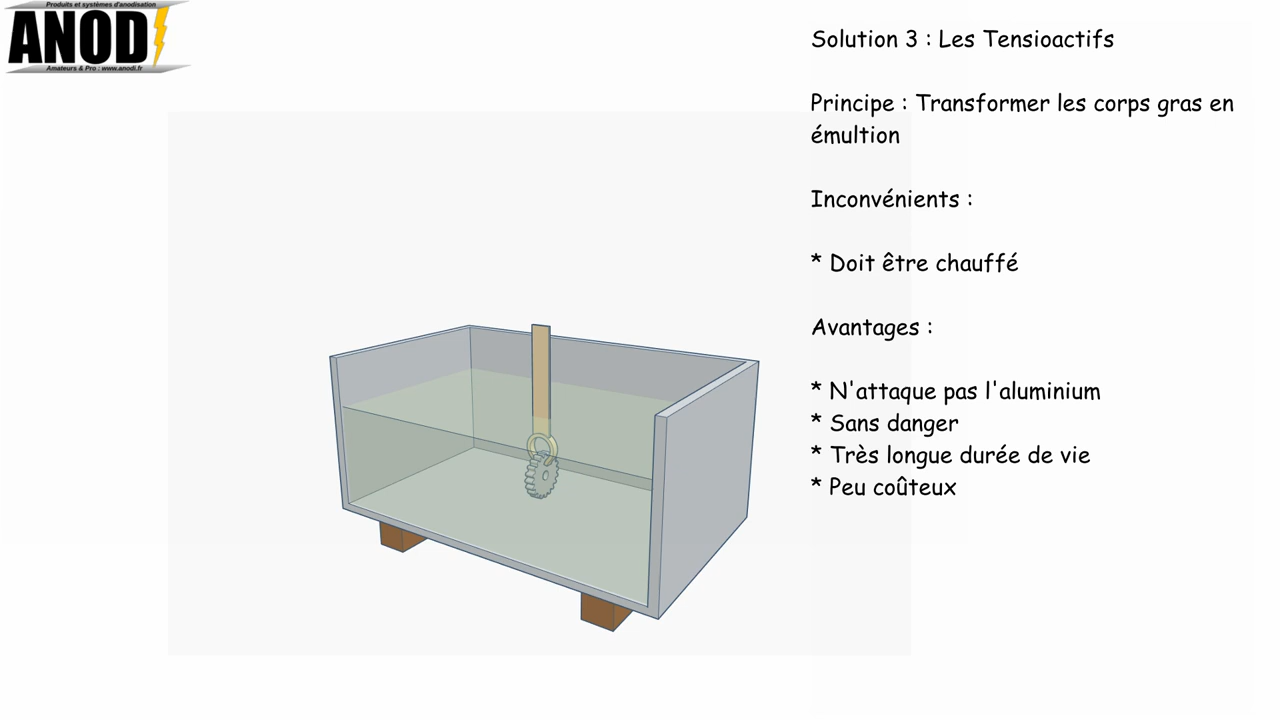 Produits et systèmes d'anodisation
ANODI
Amateurs & Pro : www.anodi.fr
Solution 3 : Les Tensioactifs
Principe : Transformer les corps gras en
émultion
Inconvénients :
* Doit être chauffé
Avantages :
* N'attaque pas l'aluminium
* Sans danger
* Très longue durée de vie
* Peu coûteux